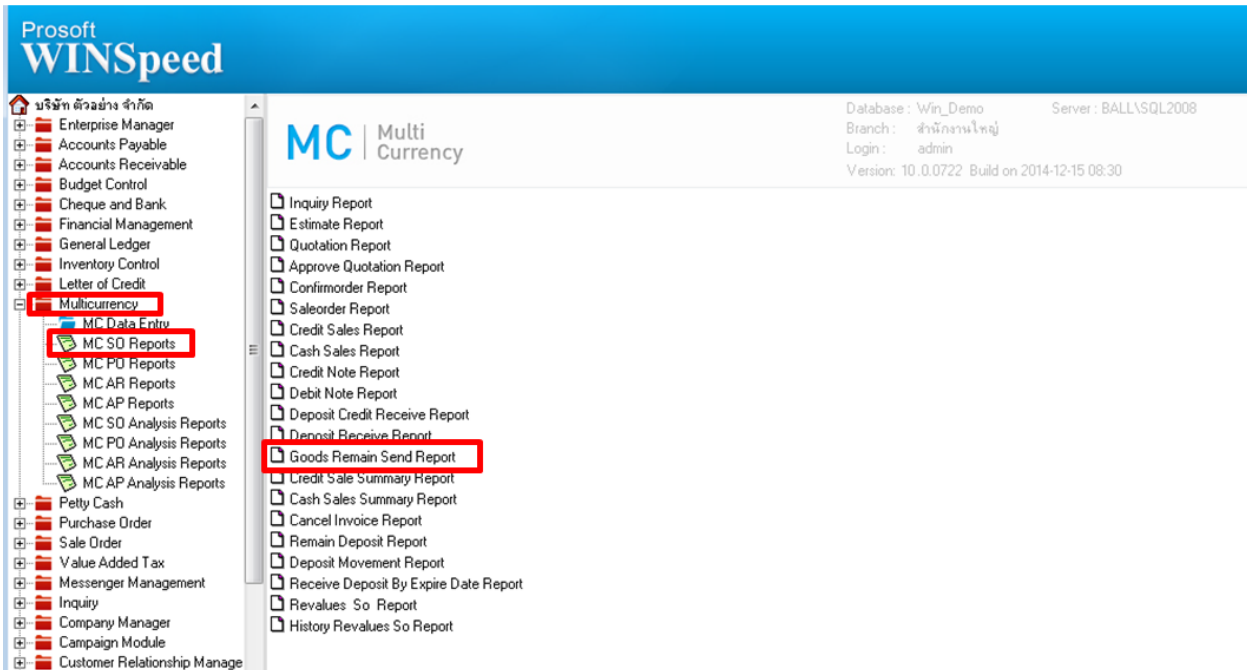 Prosoft
WINSpeed
บริษัท ตัวอย่าง จำกัด
Enterprise Manager
Accounts Payable
Accounts Receivable
Budget Control
Cheque and Bank
Financial Management
General Ledger
Inventory Control
Letter of Credit
Multicurrency
MC Data Entry
MC SO Reports
MC PO Reports
MC AR Reports
MC AP Reports
MC SO Analysis Reports
MC PO Analysis Reports
MC AR Analysis Reports
MC AP Analysis Reports
Petty Cash
Purchase Order
Sale Order
Value Added Tax
Messenger Management
Inquiry
Company Manager
Campaign Module
Customer Relationship Manage
MC Multi Currency
Database : Win_Demo Server : BALL\SQL2008
Branch : สำนักงานใหญ่
Login : admin
Version: 10.0.0722 Build on 2014-12-15 08:30
Inquiry Report
Estimate Report
Quotation Report
Approve Quotation Report
Confirmorder Report
Saleorder Report
Credit Sales Report
Cash Sales Report
Credit Note Report
Debit Note Report
Deposit Credit Receive Report
Deposit Receive Report
Goods Remain Send Report
Credit Sale Summary Report
Cash Sales Summary Report
Cancel Invoice Report
Remain Deposit Report
Deposit Movement Report
Receive Deposit By Expire Date Report
Revalues So Report
History Revalues So Report